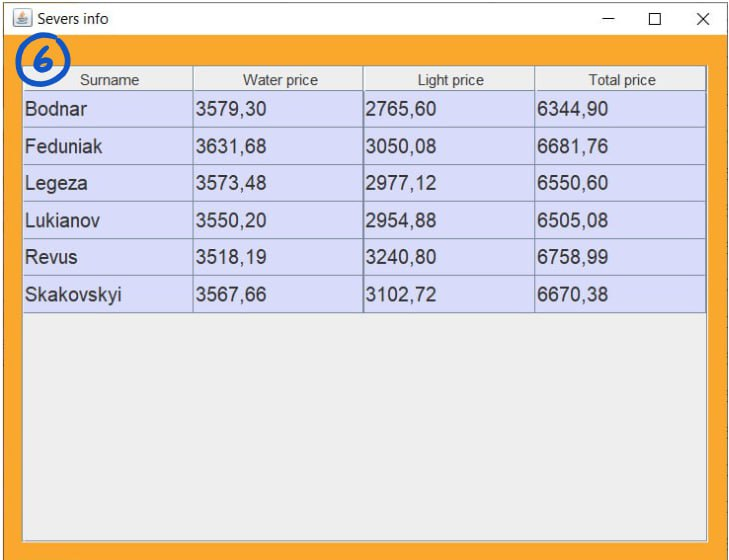 Severs info
6
Surname Water price Light price Total price
Bodnar 3579,30 2765,60 6344,90
Feduniak 3631,68 3050,08 6681,76
Legeza 3573,48 2977,12 6550,60
Lukianov 3550,20 2954,88 6505,08
Revus 3518,19 3240,80 6758,99
Skakovskyi 3567,66 3102,72 6670,38